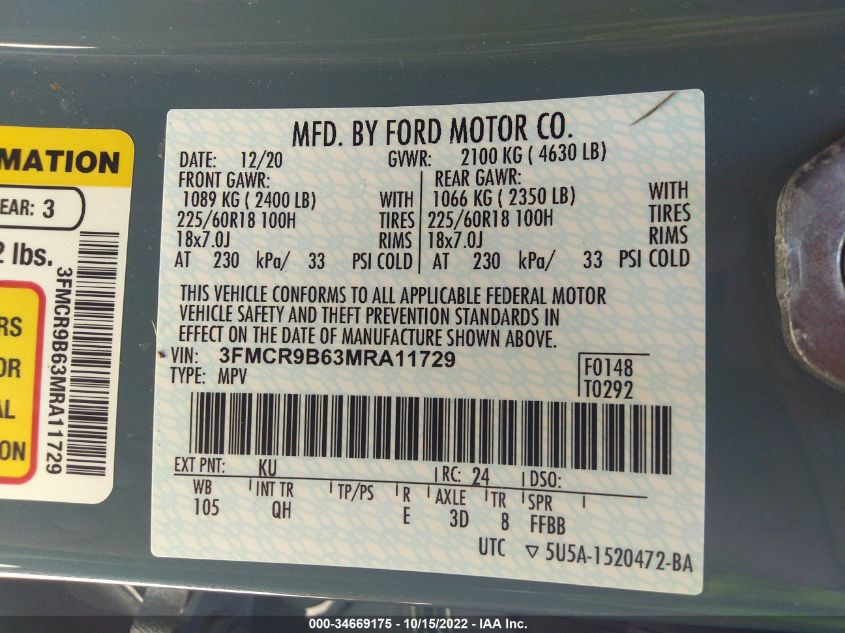 MATION
EAR: 3
2 lbs.
RS
OR
AL
ON
3FMCR9B63MRA11729
MFD. BY FORD MOTOR CO.
DATE: 12/20 GVWR: 2100 KG ( 4630 LB)
FRONT GAWR: REAR GAWR:
1089 KG ( 2400 LB) WITH 1066 KG ( 2350 LB) WITH
225/60R18 100H TIRES 225/60R18 100H TIRES
18x7.0J RIMS 18x7.0J RIMS
AT 230 kPa/ 33 PSI COLD AT 230 kPa/ 33 PSI COLD
THIS VEHICLE CONFORMS TO ALL APPLICABLE FEDERAL MOTOR
VEHICLE SAFETY AND THEFT PREVENTION STANDARDS IN
EFFECT ON THE DATE OF MANUFACTURE SHOWN ABOVE.
VIN: 3FMCR9B63MRA11729
TYPE: MPV
F0148
T0292
EXT PNT: KU RC: 24 DSO:
WB INT TR TP/PS R AXLE TR SPR
105 QH E 3D 8 FFBB
UTC ▽ 5U5A-1520472-BA
000-34669175 - 10/15/2022 - IAA Inc.